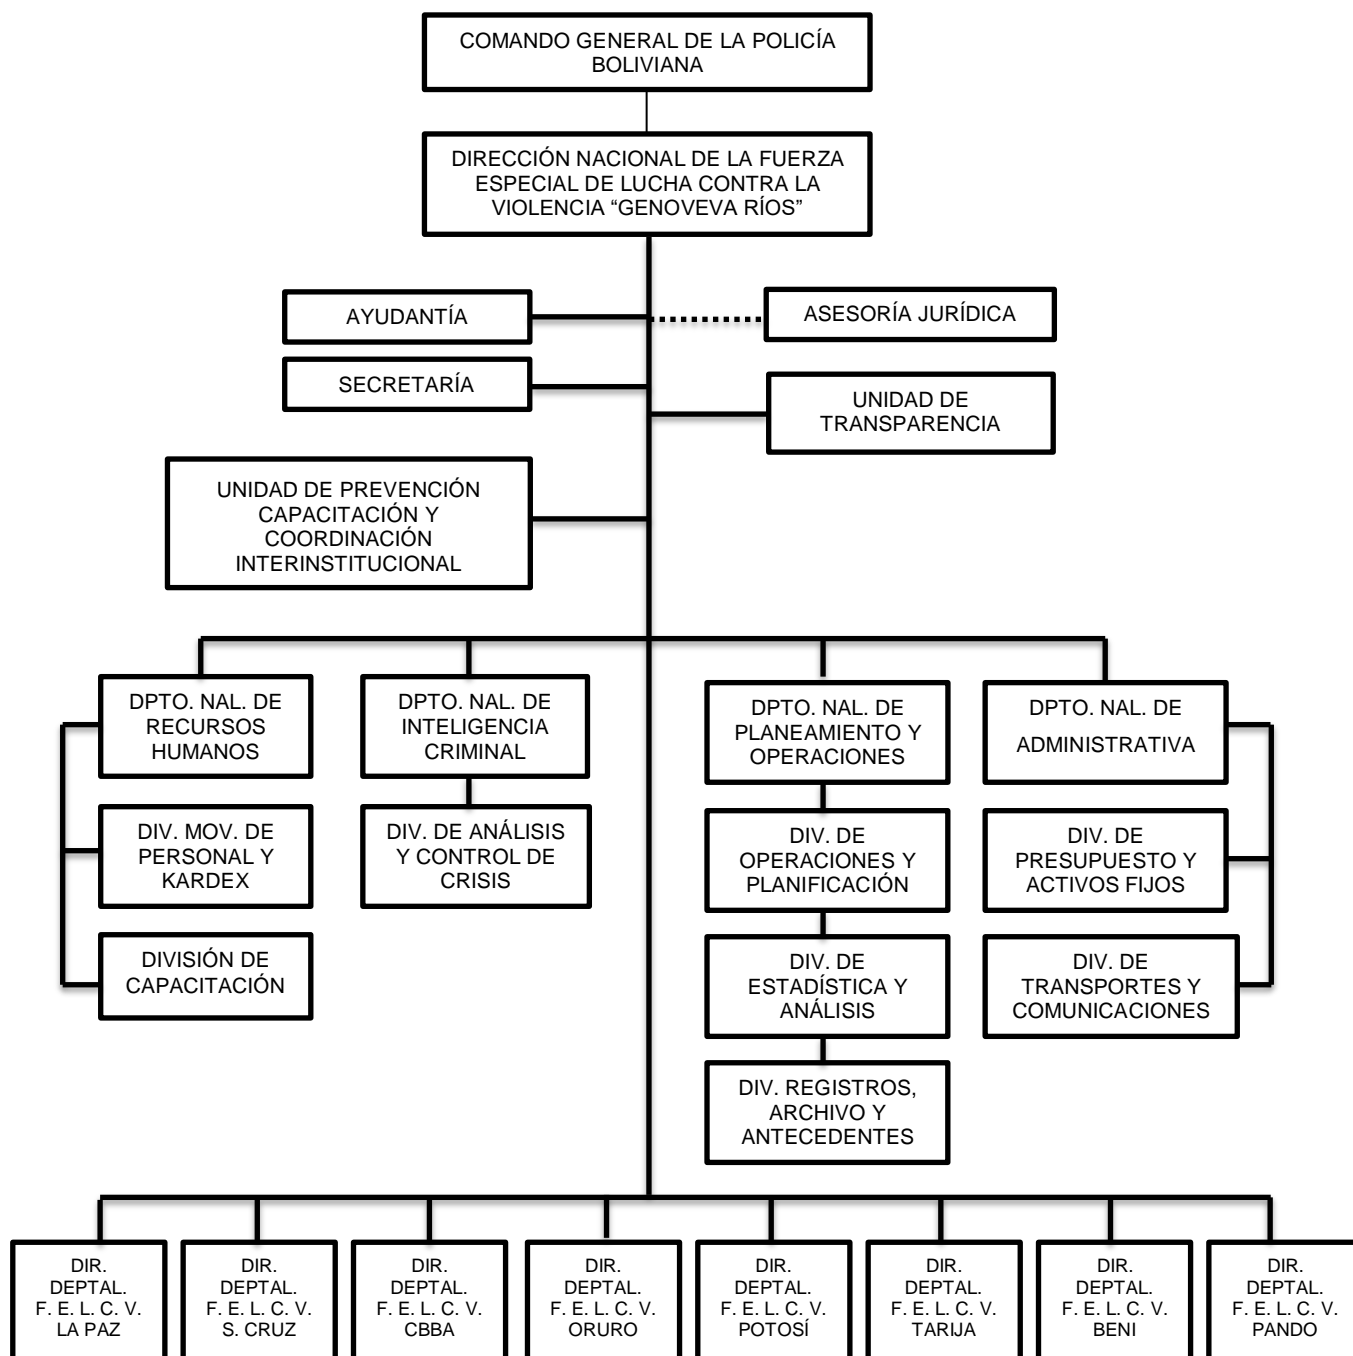 COMANDO GENERAL DE LA POLICÍA
BOLIVIANA
DIRECCIÓN NACIONAL DE LA FUERZA
ESPECIAL DE LUCHA CONTRA LA
VIOLENCIA “GENOVEVA RÍOS”
AYUDANTÍA
ASESORÍA JURÍDICA
SECRETARÍA
UNIDAD DE
TRANSPARENCIA
UNIDAD DE PREVENCIÓN
CAPACITACIÓN Y
COORDINACIÓN
INTERINSTITUCIONAL
DPTO. NAL. DE
RECURSOS
HUMANOS
DPTO. NAL. DE
INTELIGENCIA
CRIMINAL
DPTO. NAL. DE
PLANEAMIENTO Y
OPERACIONES
DPTO. NAL. DE
ADMINISTRATIVA
DIV. MOV. DE
PERSONAL Y
KARDEX
DIV. DE ANÁLISIS
Y CONTROL DE
CRISIS
DIV. DE
OPERACIONES Y
PLANIFICACIÓN
DIV. DE
PRESUPUESTO Y
ACTIVOS FIJOS
DIVISIÓN DE
CAPACITACIÓN
DIV. DE
ESTADÍSTICA Y
ANÁLISIS
DIV. DE
TRANSPORTES Y
COMUNICACIONES
DIV. REGISTROS,
ARCHIVO Y
ANTECEDENTES
DIR.
DEPTAL.
F. E. L. C. V.
LA PAZ
DIR.
DEPTAL.
F. E. L. C. V.
S. CRUZ
DIR.
DEPTAL.
F. E. L. C. V.
CBBA
DIR.
DEPTAL.
F. E. L. C. V.
ORURO
DIR.
DEPTAL.
F. E. L. C. V.
POTOSÍ
DIR.
DEPTAL.
F. E. L. C. V.
TARIJA
DIR.
DEPTAL.
F. E. L. C. V.
BENI
DIR.
DEPTAL.
F. E. L. C. V.
PANDO